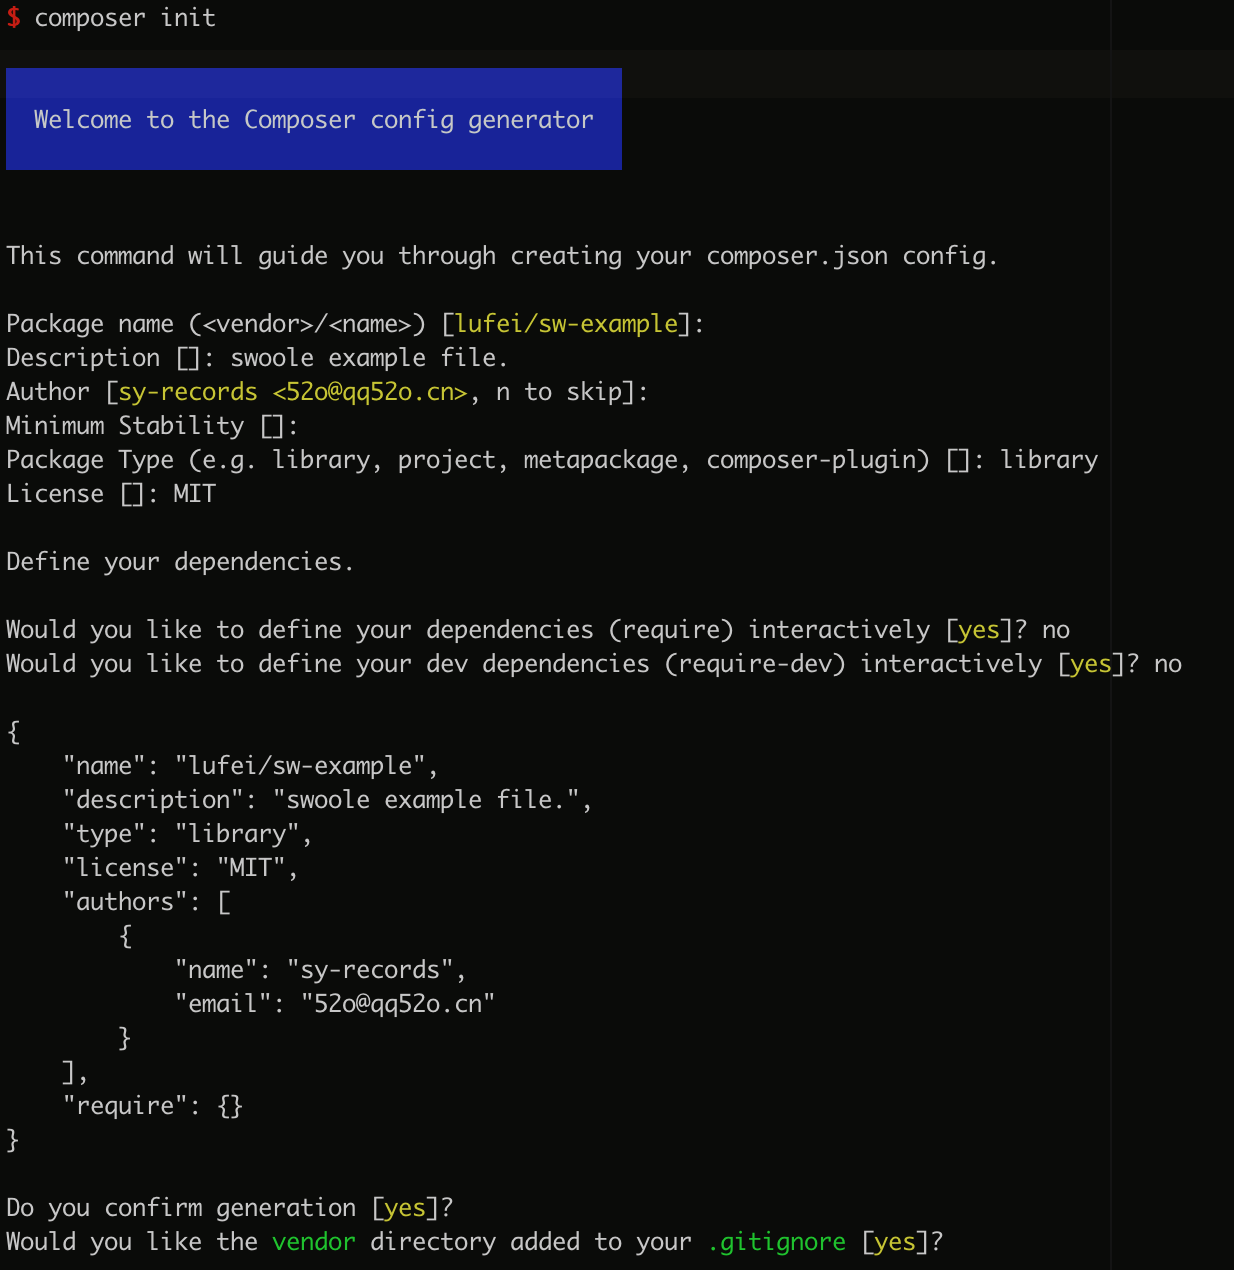 $ composer init
Welcome to the Composer config generator
This command will guide you through creating your composer.json config.
Package name (<vendor>/<name>) [lufei/sw-example]:
Description []: swoole example file.
Author [sy-records <52o@qq52o.cn>, n to skip]:
Minimum Stability []:
Package Type (e.g. library, project, metapackage, composer-plugin) []: library
License []: MIT
Define your dependencies.
Would you like to define your dependencies (require) interactively [yes]? no
Would you like to define your dev dependencies (require-dev) interactively [yes]? no
{
    "name": "lufei/sw-example",
    "description": "swoole example file.",
    "type": "library",
    "license": "MIT",
    "authors": [
        {
            "name": "sy-records",
            "email": "52o@qq52o.cn"
        }
    ],
    "require": {}
}
Do you confirm generation [yes]?
Would you like the vendor directory added to your .gitignore [yes]?